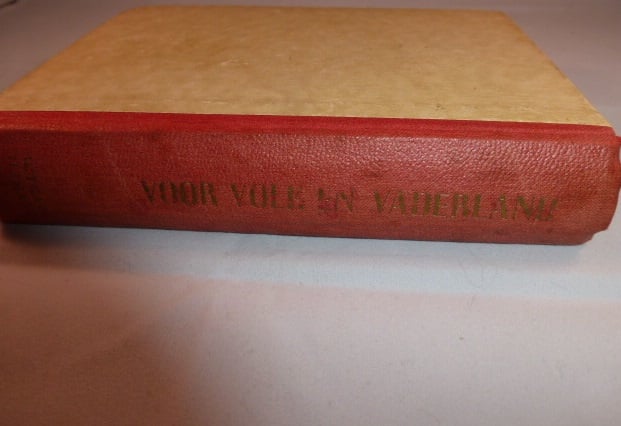 VOOR VOLK EN VADERLAND